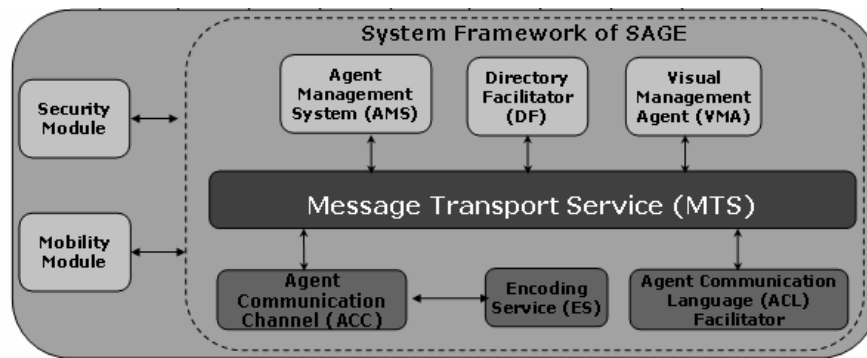 System Framework of SAGE
Security
Module
Mobility
Module
Agent
Management
System (AMS)
Directory
Facilitator
(DF)
Visual
Management
Agent (VMA)
Message Transport Service (MTS)
Agent
Communication
Channel (ACC)
Encoding
Service (ES)
Agent Communication
Language (ACL)
Facilitator